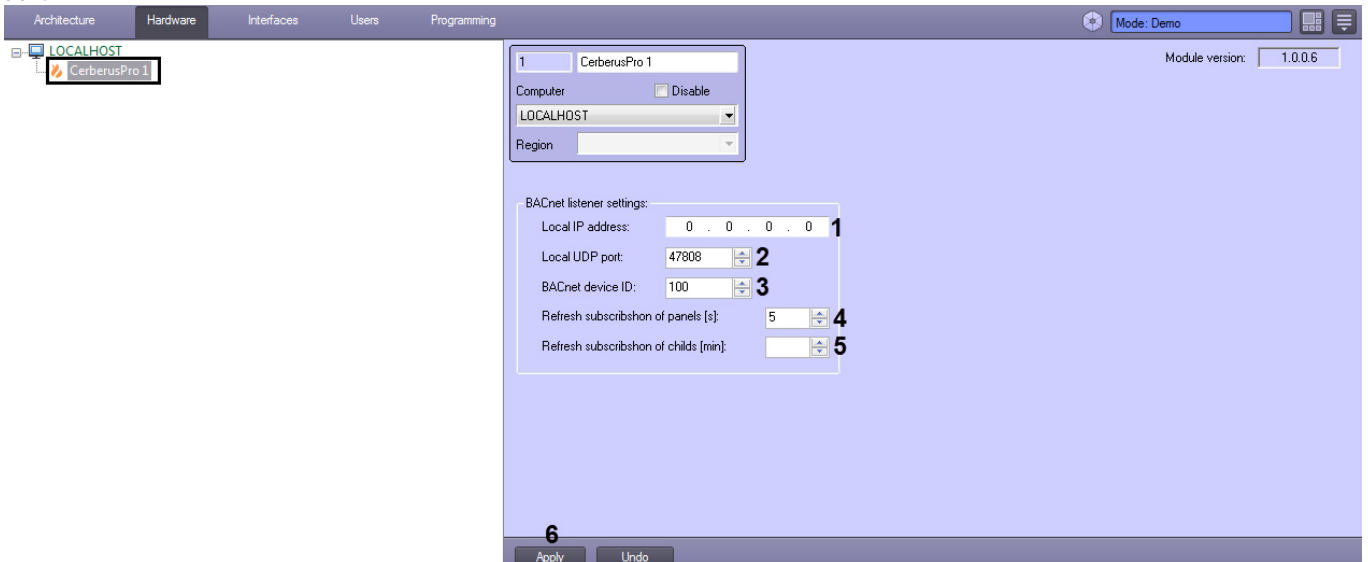 Architecture Hardware Interfaces Users Programming Mode: Demo
LOCALHOST
CerberusPro 1
1 CerberusPro 1
Module version: 1.0.0.6
Computer Disable
LOCALHOST
Region
BACnet listener settings:
Local IP address: 0 . 0 . 0 . 0 1
Local UDP port: 47808 2
BACnet device ID: 100 3
Refresh subscribshon of panels [s]: 5 4
Refresh subscribshon of childs [min]: 5
6
Apply Undo